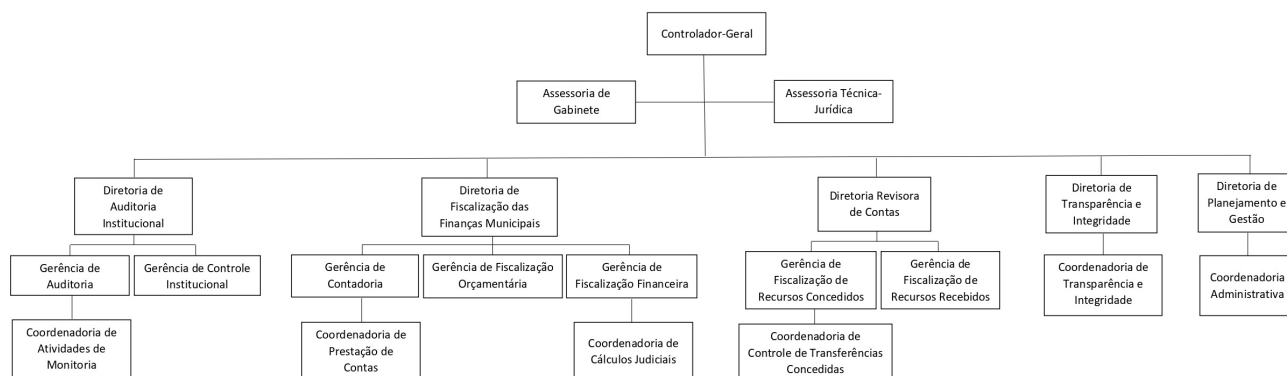 Controlador-Geral
Assessoria de
Gabinete
Assessoria Técnica-
Jurídica
Diretoria de
Auditoria
Institucional
Diretoria de
Fiscalização das
Finanças Municipais
Diretoria Revisora
de Contas
Diretoria de
Transparência e
Integridade
Diretoria de
Planejamento e
Gestão
Gerência de
Auditoria
Gerência de Controle
Institucional
Gerência de
Contadoria
Gerência de Fiscalização
Orçamentária
Gerência de
Fiscalização Financeira
Gerência de
Fiscalização de
Recursos Concedidos
Gerência de
Fiscalização de
Recursos Recebidos
Coordenadoria de
Transparência e
Integridade
Coordenadoria
Administrativa
Coordenadoria de
Atividades de
Monitoria
Coordenadoria de
Prestação de
Contas
Coordenadoria de
Cálculos Judiciais
Coordenadoria de
Controle de Transferências
Concedidas